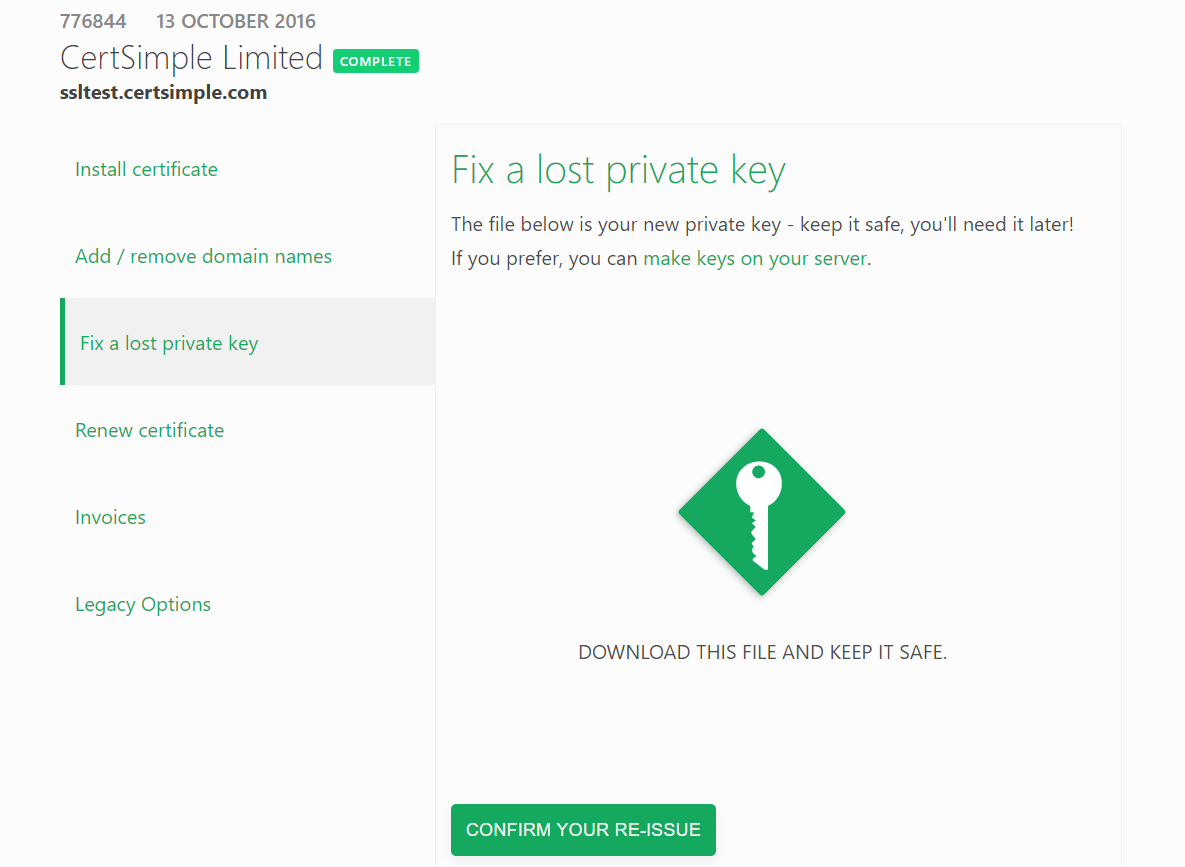 776844 13 OCTOBER 2016
CertSimple Limited COMPLETE
ssltest.certsimple.com
Install certificate
Add / remove domain names
Fix a lost private key
Renew certificate
Invoices
Legacy Options
Fix a lost private key
The file below is your new private key - keep it safe, you'll need it later!
If you prefer, you can make keys on your server.
DOWNLOAD THIS FILE AND KEEP IT SAFE.
CONFIRM YOUR RE-ISSUE